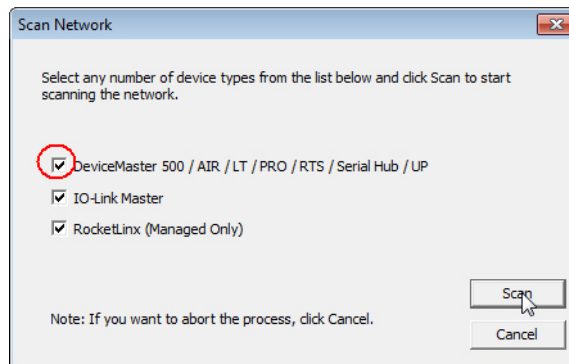 Scan Network
Select any number of device types from the list below and click Scan to start
scanning the network.
DeviceMaster 500 / AIR / LT / PRO / RTS / Serial Hub / UP
IO-Link Master
RocketLinx (Managed Only)
Scan
Note: If you want to abort the process, click Cancel.
Cancel